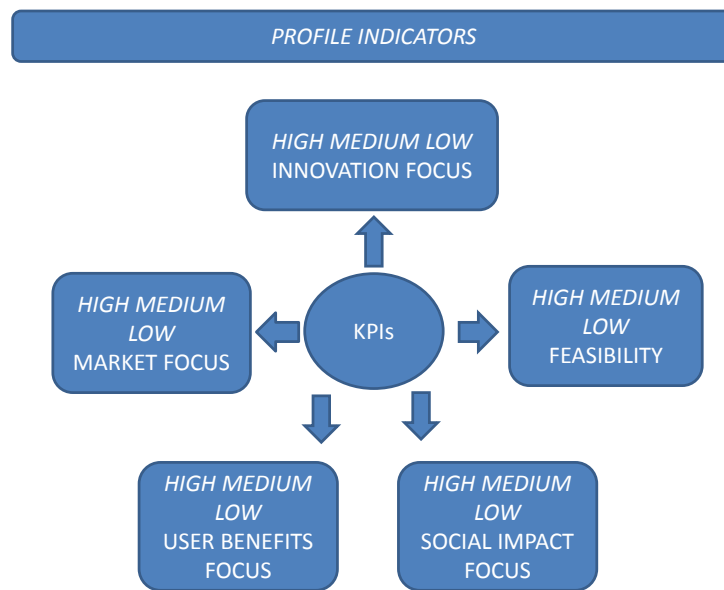 PROFILE INDICATORS
HIGH MEDIUM LOW
INNOVATION FOCUS
HIGH MEDIUM
LOW
MARKET FOCUS
KPIs
HIGH MEDIUM
LOW
FEASIBILITY
HIGH MEDIUM
LOW
USER BENEFITS
FOCUS
HIGH MEDIUM
LOW
SOCIAL IMPACT
FOCUS